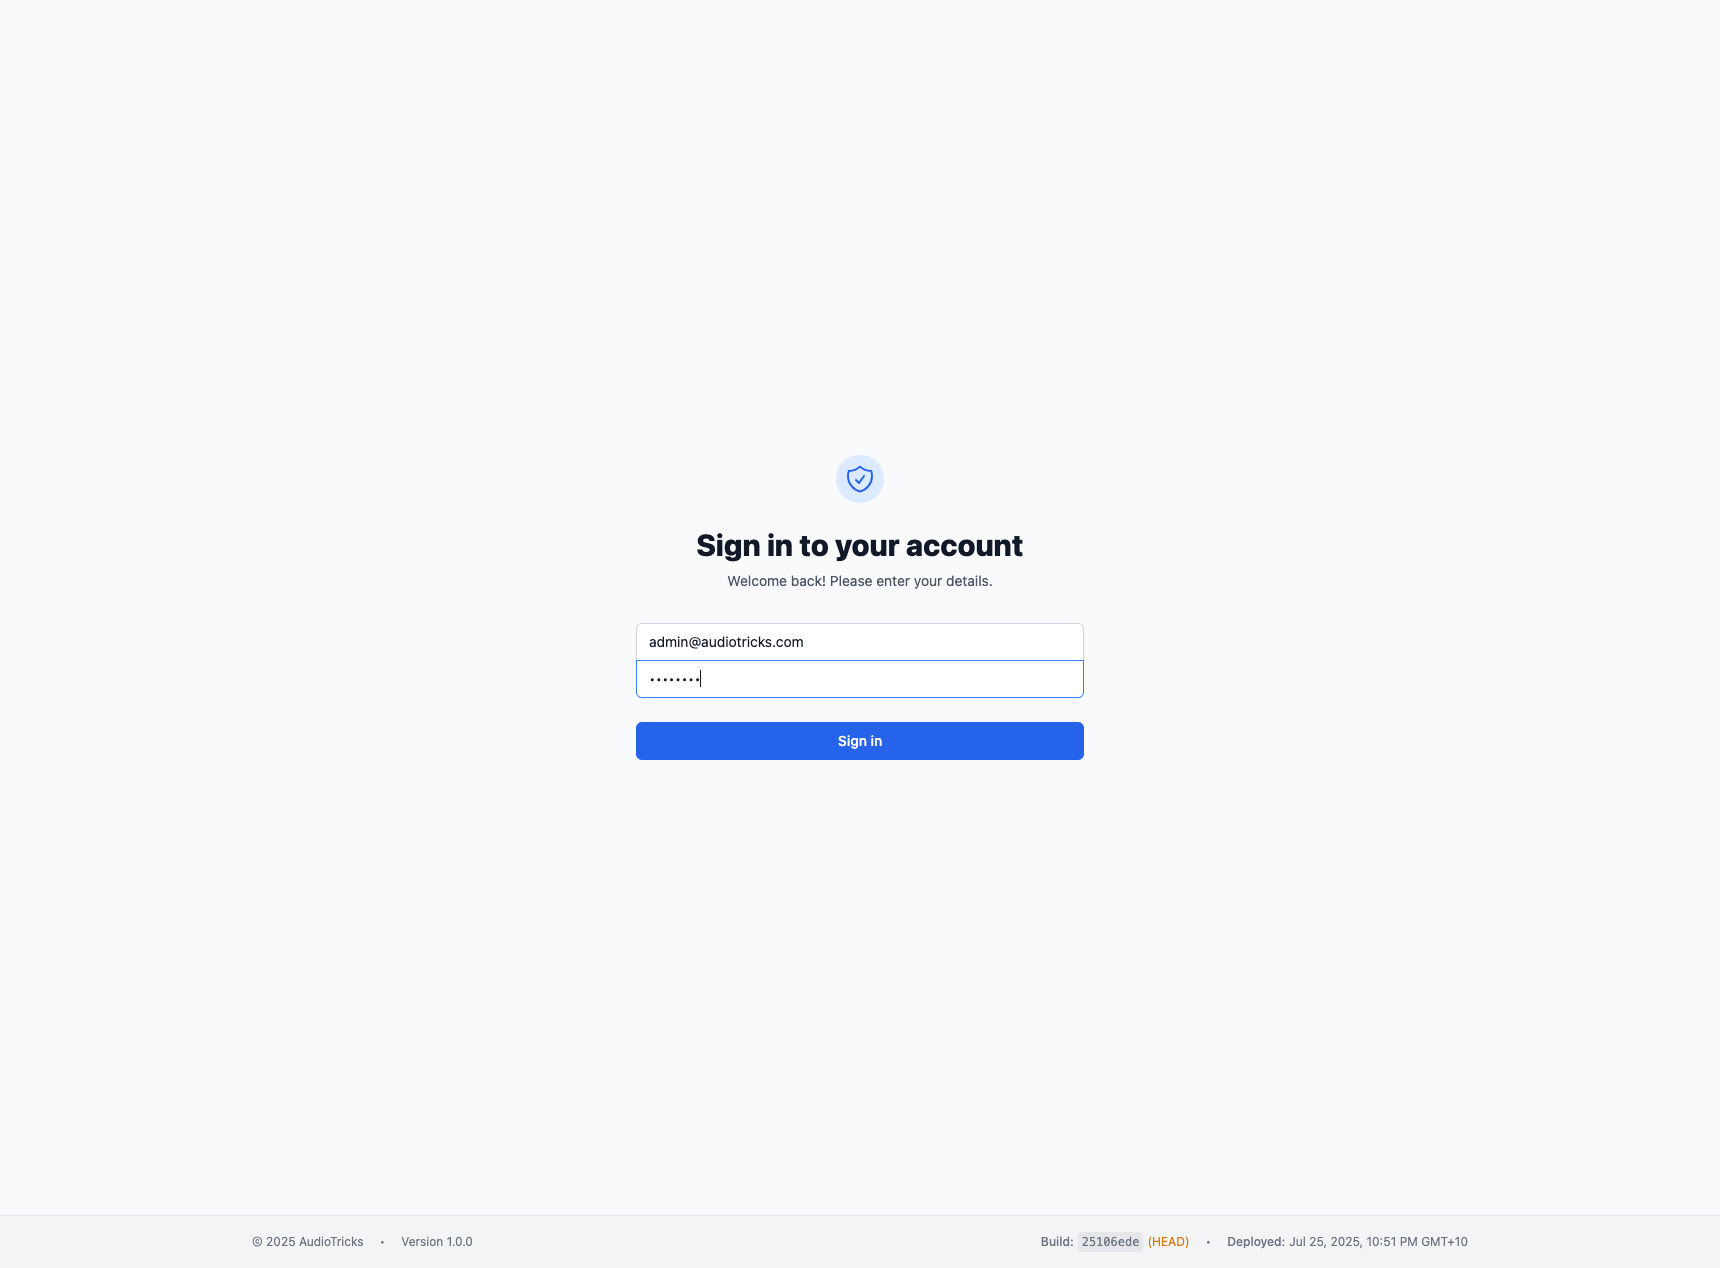 Sign in to your account
Welcome back! Please enter your details.
admin@audiotricks.com
••••••••
Sign in
© 2025 AudioTricks • Version 1.0.0
Build: 25106ede (HEAD) • Deployed: Jul 25, 2025, 10:51 PM GMT+10